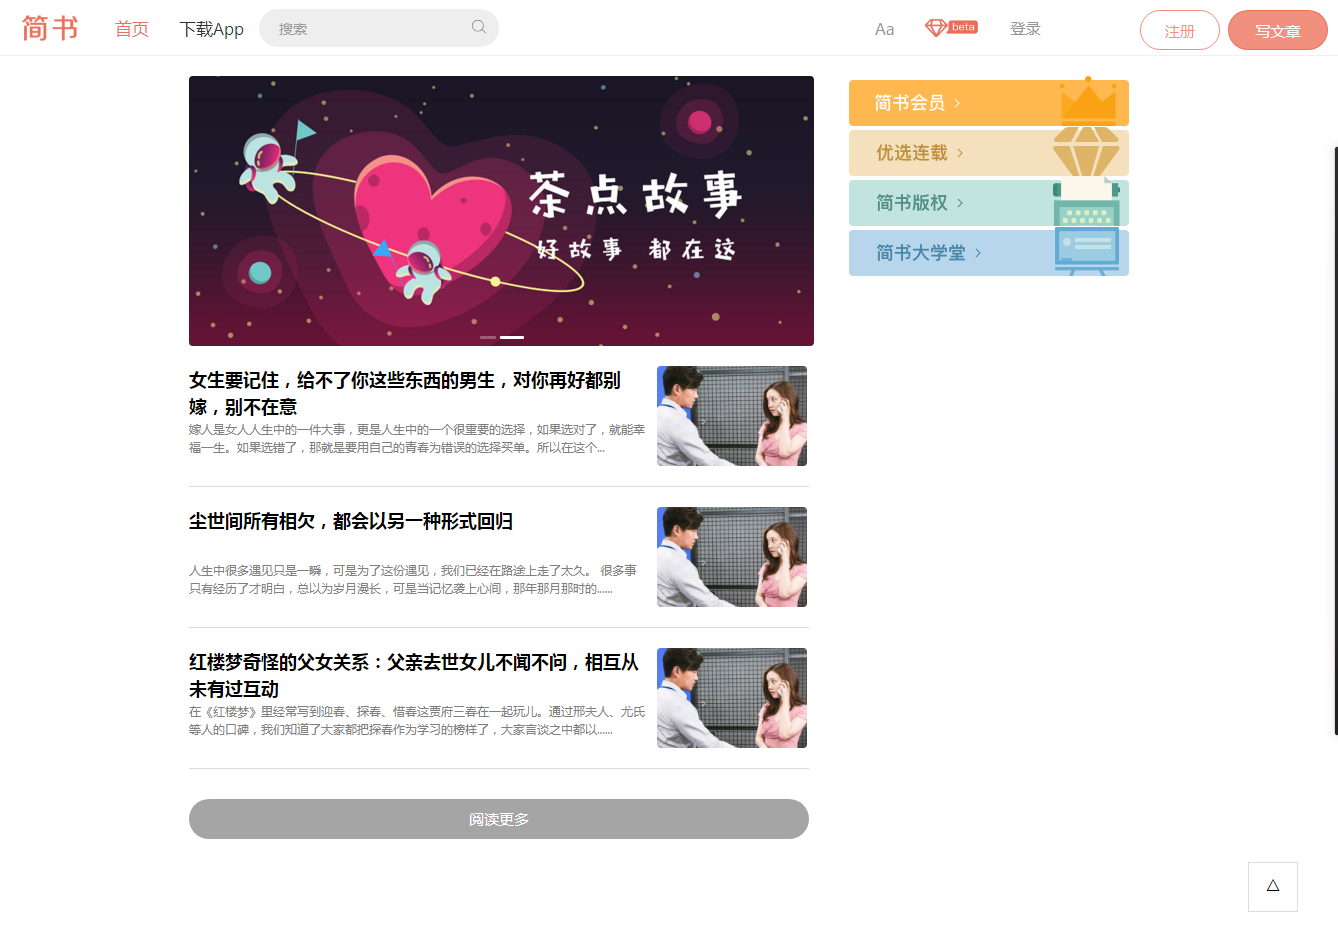 简书
首页
下载App
搜索
Aa
beta
登录
注册
写文章
茶点故事
好故事 都在这
简书会员
优选连载
简书版权
简书大学堂
女生要记住，给不了你这些东西的男生，对你再好都别
嫁，别不在意
嫁人是女人人生中的一件大事，更是人生中的一个很重要的选择，如果选对了，就能幸
福一生。如果选错了，那就是要用自己的青春为错误的选择买单。所以在这个...
尘世间所有相欠，都会以另一种形式回归
人生中很多遇见只是一瞬，可是为了这份遇见，我们已经在路途上走了太久。 很多事
只有经历了才明白，总以为岁月漫长，可是当记忆袭上心间，那年那月那时的......
红楼梦奇怪的父女关系：父亲去世女儿不闻不问，相互从
未有过互动
在《红楼梦》里经常写到迎春、探春、惜春这贾府三春在一起玩儿。通过邢夫人、尤氏
等人的口碑，我们知道了大家都把探春作为学习的榜样了，大家言谈之中都以......
阅读更多